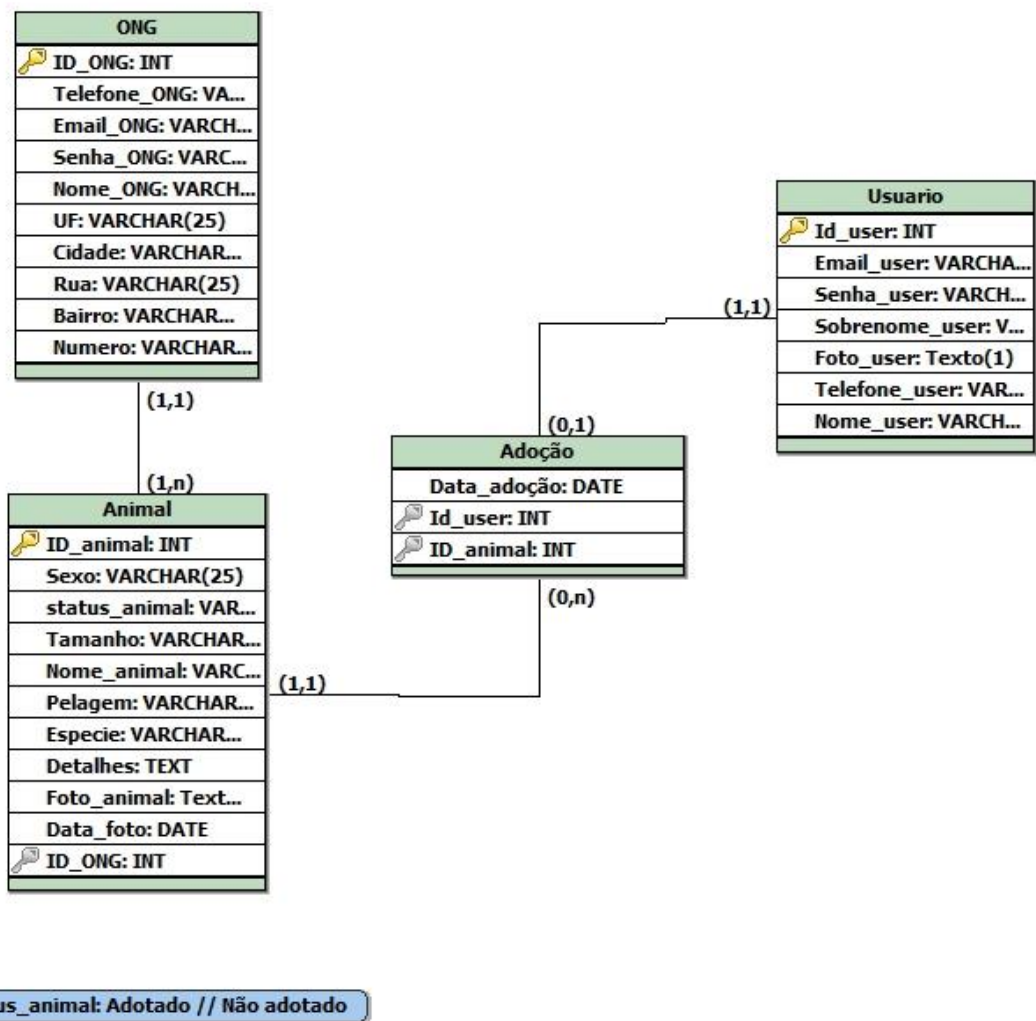 ONG
ID_ONG: INT
Telefone_ONG: VA...
Email_ONG: VARCH...
Senha_ONG: VARC...
Nome_ONG: VARCH...
UF: VARCHAR(25)
Cidade: VARCHAR...
Rua: VARCHAR(25)
Bairro: VARCHAR...
Numero: VARCHAR...
(1,1)
(1,n)
Animal
ID_animal: INT
Sexo: VARCHAR(25)
status_animal: VAR...
Tamanho: VARCHAR...
Nome_animal: VARC...
Pelagem: VARCHAR...
Especie: VARCHAR...
Detalhes: TEXT
Foto_animal: Text...
Data_foto: DATE
ID_ONG: INT
(1,1)
(0,n)
Adoção
Data_adoção: DATE
Id_user: INT
ID_animal: INT
(0,1)
(1,1)
Usuario
Id_user: INT
Email_user: VARCHA...
Senha_user: VARCH...
Sobrenome_user: V...
Foto_user: Texto(1)
Telefone_user: VAR...
Nome_user: VARCH...
us_animal: Adotado // Não adotado